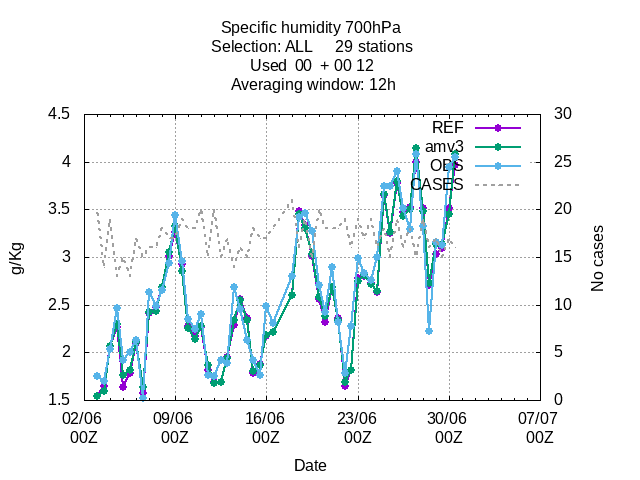 Specific humidity 700hPa
Selection: ALL     29 stations
Used  00  + 00 12
Averaging window: 12h
REF
amv3
OBS
CASES
4.5
4
3.5
3
2.5
2
1.5
g/Kg
30
25
20
15
10
5
0
No cases
02/06 09/06 16/06 23/06 30/06 07/07
00Z 00Z 00Z 00Z 00Z 00Z
Date